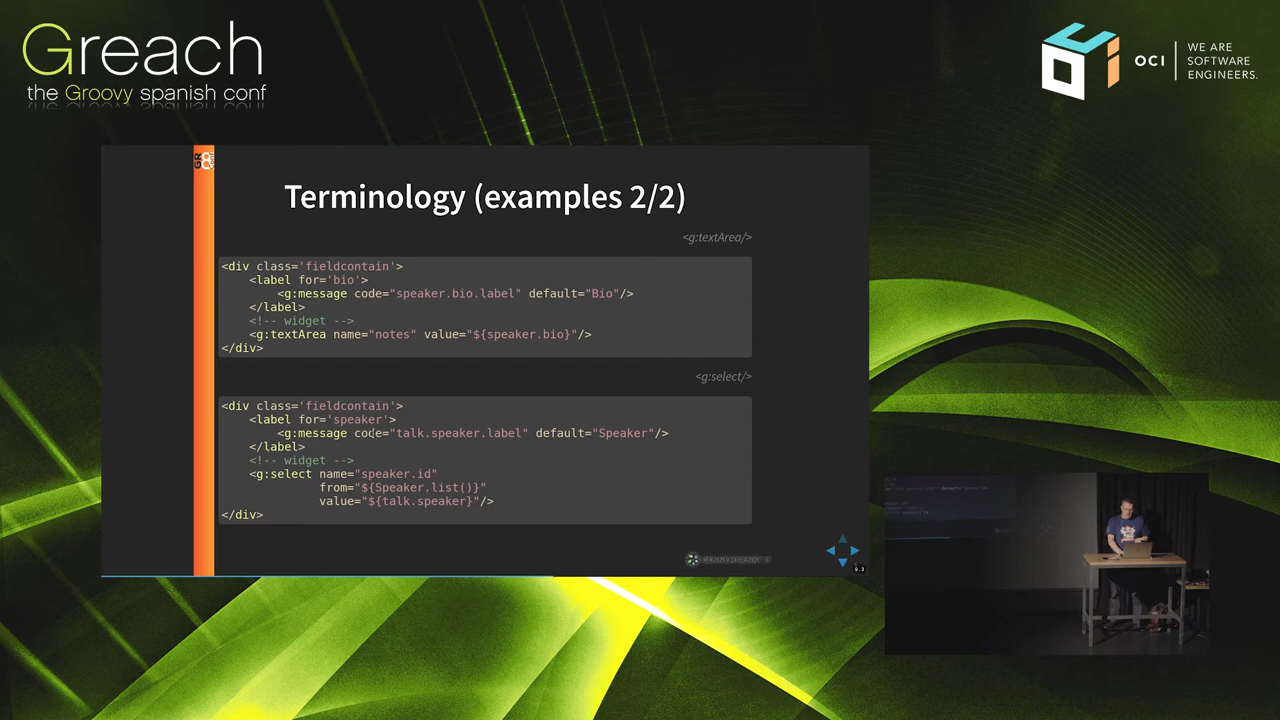 Greach
the Groovy spanish conf
OCI
WE ARE
SOFTWARE
ENGINEERS.
GR8
Terminology (examples 2/2)
<g:textArea/>
<div class='fieldcontain'>
    <label for='bio'>
        <g:message code="speaker.bio.label" default="Bio"/>
    </label>
    <!-- widget -->
    <g:textArea name="notes" value="${speaker.bio}"/>
</div>
<g:select/>
<div class='fieldcontain'>
    <label for='speaker'>
        <g:message code="talk.speaker.label" default="Speaker"/>
    </label>
    <!-- widget -->
    <g:select name="speaker.id"
              from="${Speaker.list()}"
              value="${talk.speaker}"/>
</div>
9.3